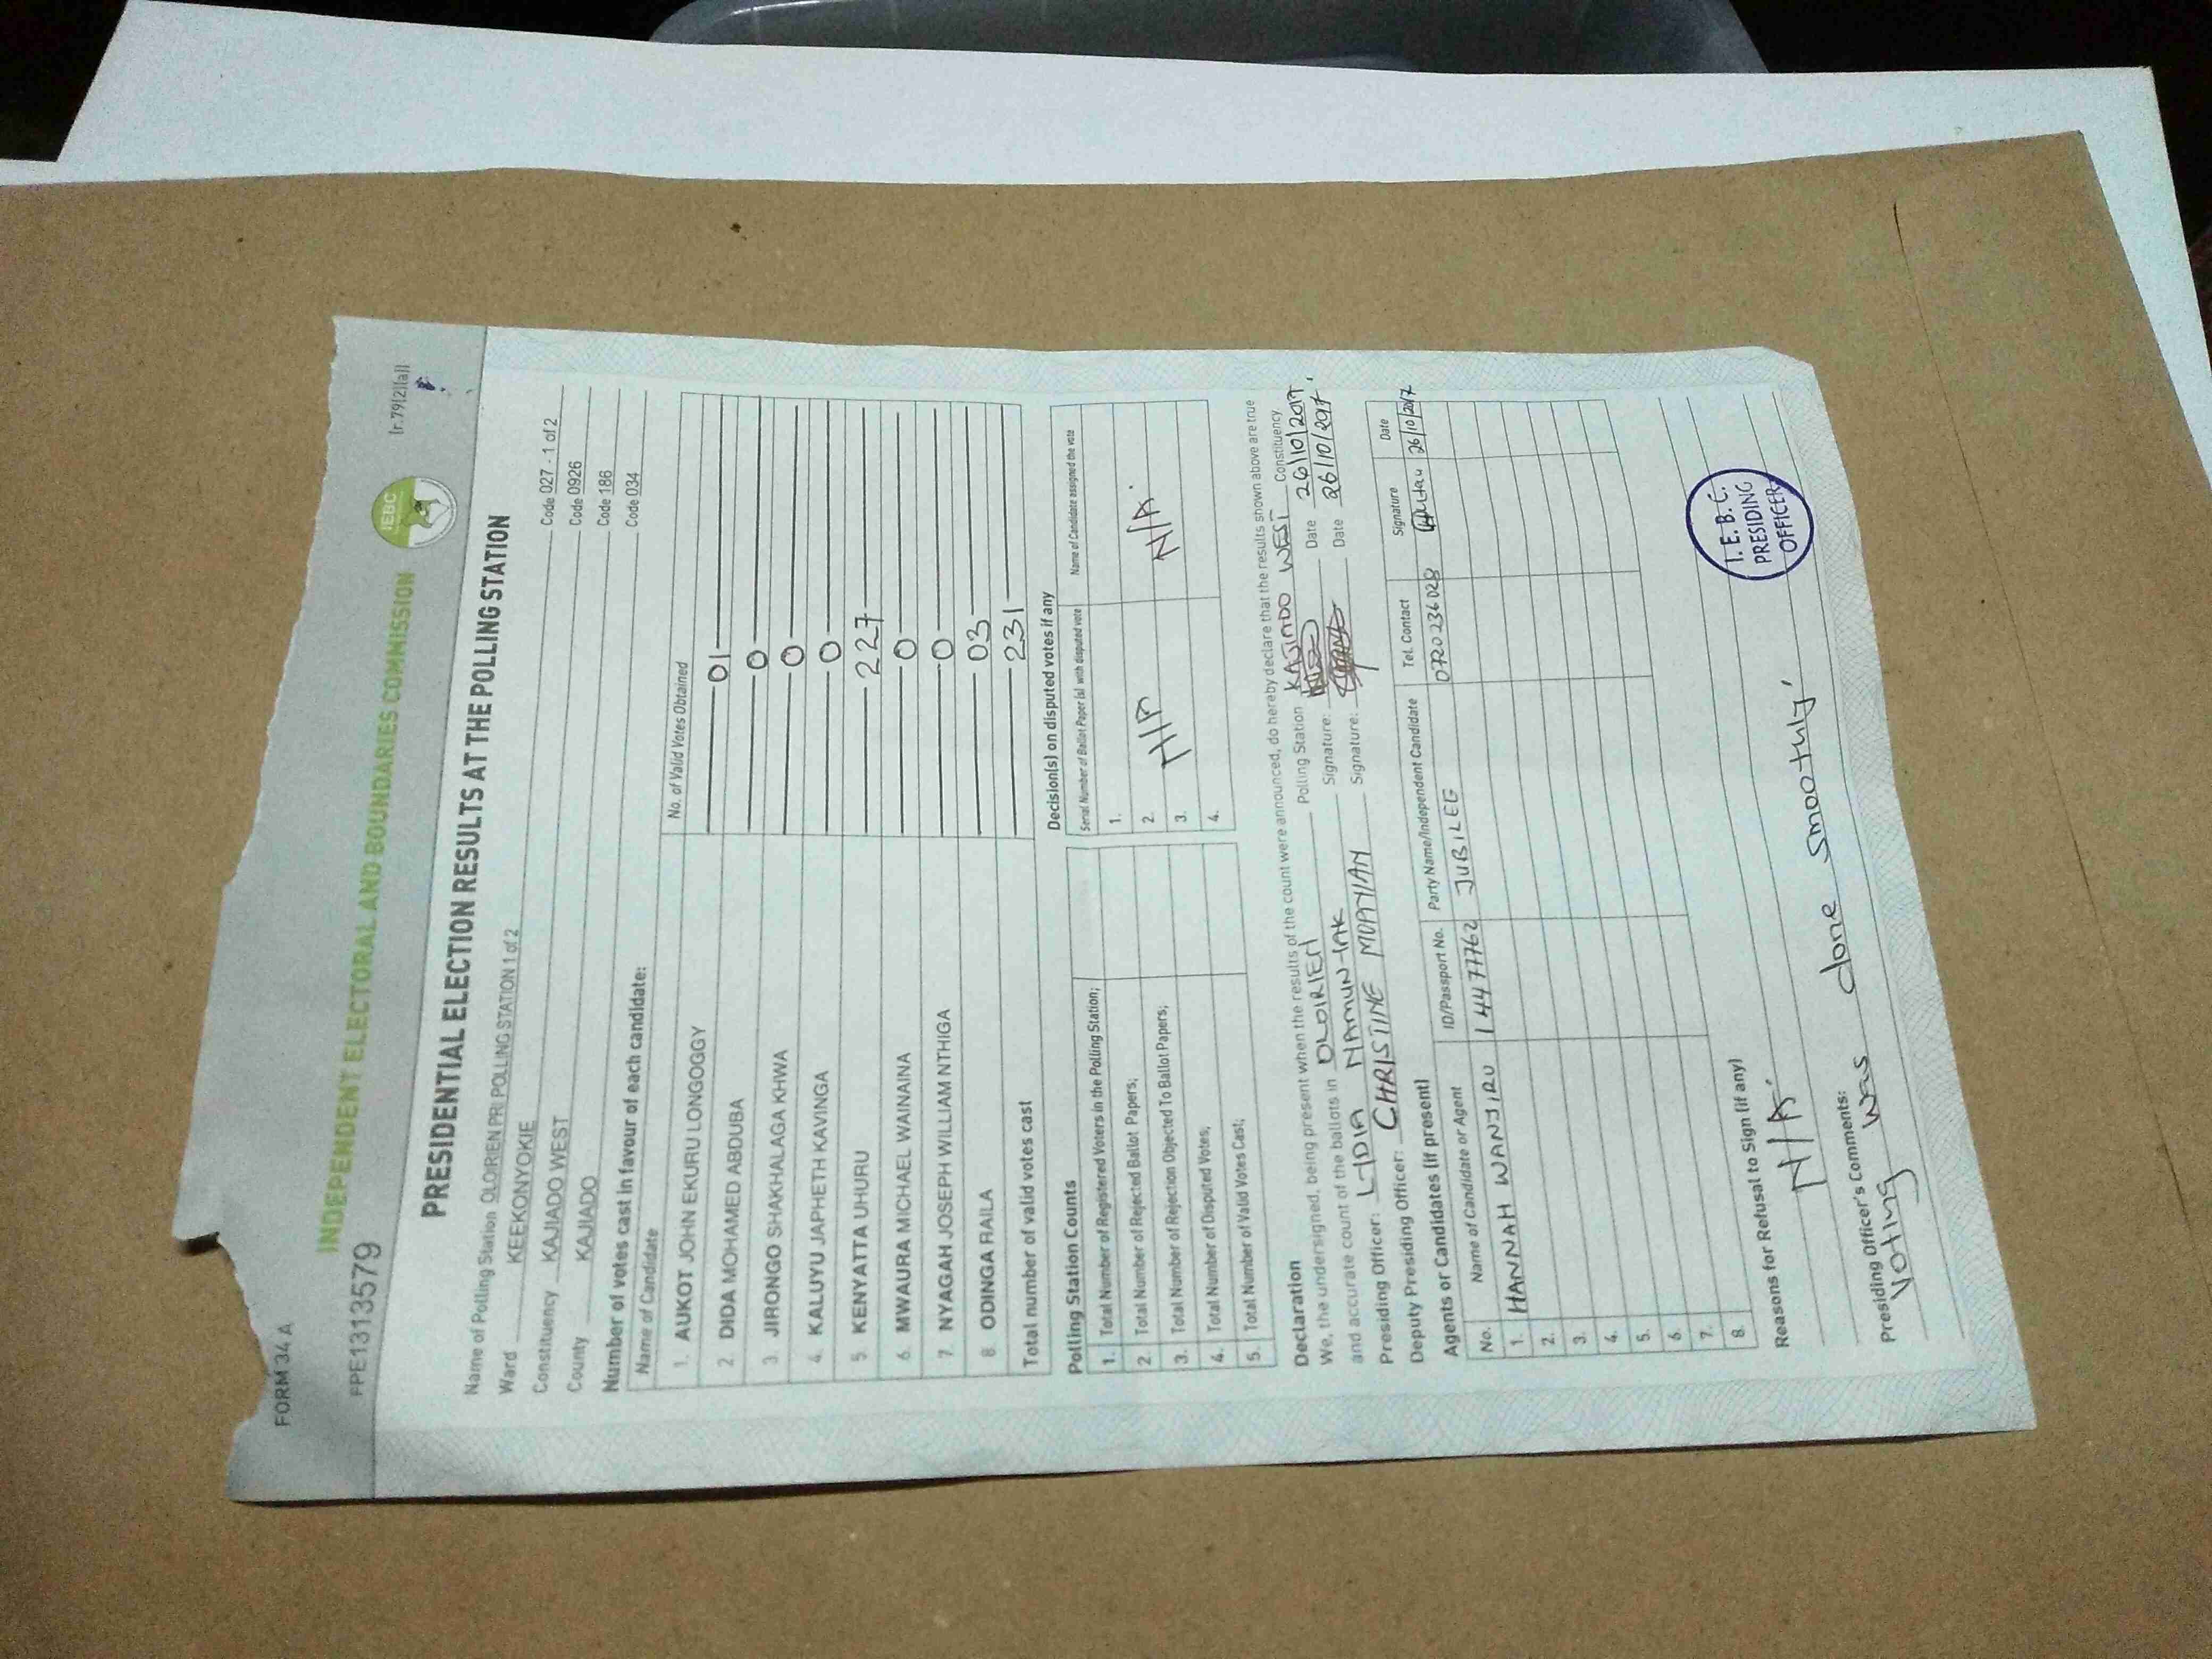 FORM 34 A
[r.79(2)(a)]
INDEPENDENT ELECTORAL AND BOUNDARIES COMMISSION
IEBC
FPE1313579
PRESIDENTIAL ELECTION RESULTS AT THE POLLING STATION
Name of Polling Station OLOIRIEN PRI POLLING STATION 1 of 2 Code 027 - 1 of 2
Ward KEEKONYOKIE Code 0926
Constituency KAJIADO WEST Code 186
County KAJIADO Code 034
Number of votes cast in favour of each candidate:
Name of Candidate No. of Valid Votes Obtained
1. AUKOT JOHN EKURU LONGOGGY 01
2 DIDA MOHAMED ABDUBA 0
3. JIRONGO SHAKHALAGA KHWA 0
4. KALUYU JAPHETH KAVINGA 0
5 KENYATTA UHURU 227
6. MWAURA MICHAEL WAINAINA 0
7. NYAGAH JOSEPH WILLIAM NTHIGA 0
8. ODINGA RAILA 03
Total number of valid votes cast 231
Polling Station Counts
1. Total Number of Registered Voters in the Polling Station;
2. Total Number of Rejected Ballot Papers;
3. Total Number of Rejection Objected To Ballot Papers;
4. Total Number of Disputed Votes;
5. Total Number of Valid Votes Cast;
Decision(s) on disputed votes if any
Serial Number of Ballot Paper (s) with disputed vote Name of Candidate assigned the vote
1.
2. N/A N/A
3.
4.
Declaration
We, the undersigned, being present when the results of the count were announced, do hereby declare that the results shown above are true
and accurate count of the ballots in OLOIRIEN Polling Station KAJIADO WEST Constituency
Presiding Officer: LYDIA Signature: Date 26/10/2017
Deputy Presiding Officer: CHRISTINE Signature: Date 26/10/2017
Agents or Candidates (if present)
No. Name of Candidate or Agent ID/Passport No. Party Name/Independent Candidate Tel. Contact Signature Date
1. HANNAH WANJIRU 14477762 JUBILEE 0720236028 26/10/2017
2.
3.
4.
5.
6.
7.
8.
Reasons for Refusal to Sign (if any)
N/A.
Presiding Officer's Comments:
Voting was done smoothly.
I.E.B.C.
PRESIDING
OFFICER